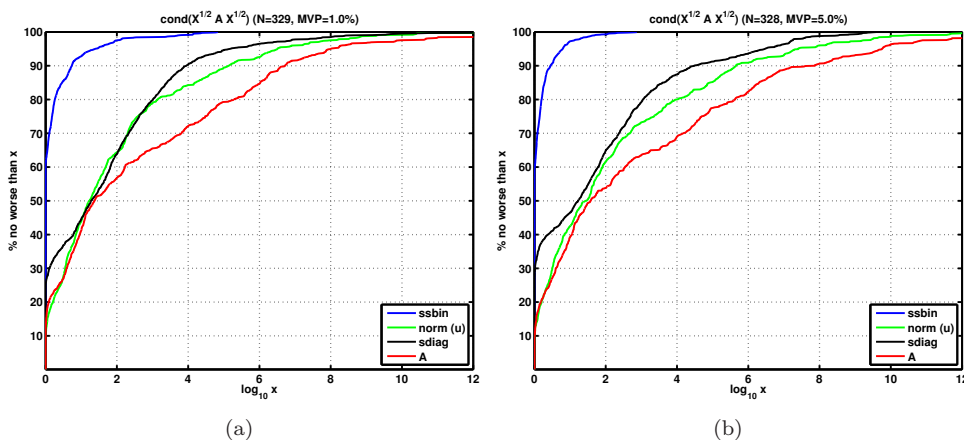 cond(X^1/2 A X^1/2) (N=329, MVP=1.0%)
% no worse than x
100
90
80
70
60
50
40
30
20
10
0 2 4 6 8 10 12
log10 x
ssbin
norm (u)
sdiag
A
(a)
cond(X^1/2 A X^1/2) (N=328, MVP=5.0%)
% no worse than x
100
90
80
70
60
50
40
30
20
10
0 2 4 6 8 10 12
log10 x
ssbin
norm (u)
sdiag
A
(b)